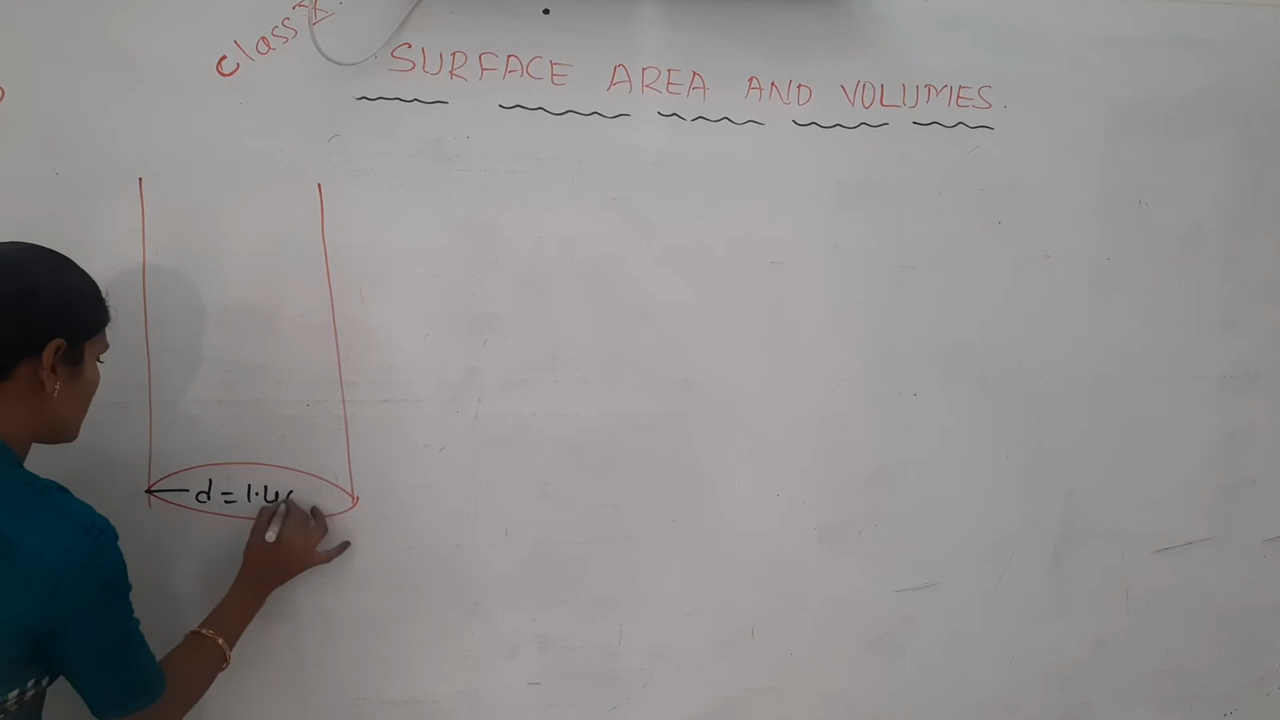 Class X
SURFACE AREA AND VOLUMES.
d = 1.4